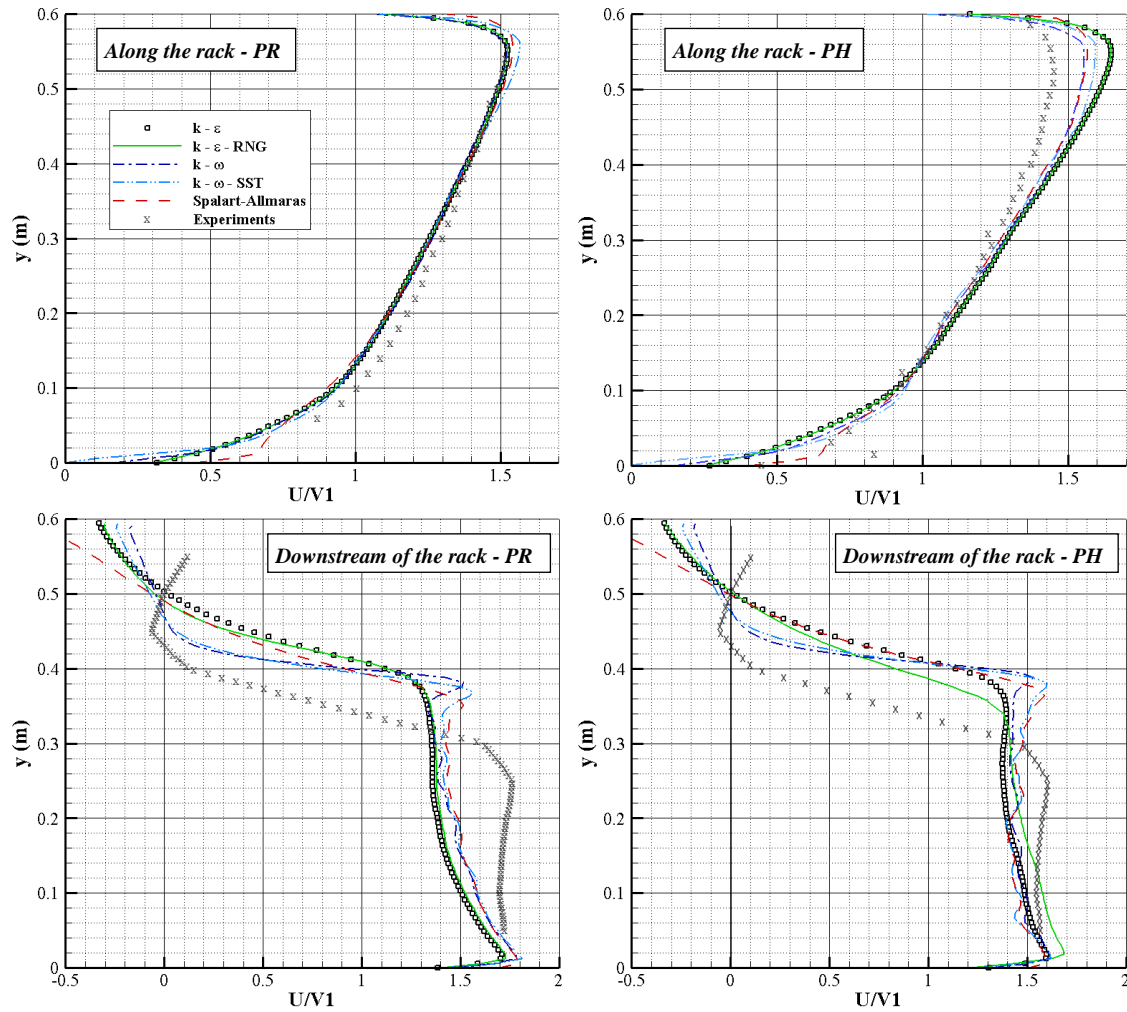 Along the rack - PR
k - ε
k - ε - RNG
k - ω
k - ω - SST
Spalart-Allmaras
Experiments
0.6
0.5
0.4
0.3
0.2
0.1
0
y (m)
0
0.5
1
1.5
U/V1
Along the rack - PH
0.6
0.5
0.4
0.3
0.2
0.1
0
y (m)
0
0.5
1
1.5
U/V1
Downstream of the rack - PR
0.6
0.5
0.4
0.3
0.2
0.1
0
y (m)
-0.5
0
0.5
1
1.5
2
U/V1
Downstream of the rack - PH
0.6
0.5
0.4
0.3
0.2
0.1
0
y (m)
-0.5
0
0.5
1
1.5
2
U/V1